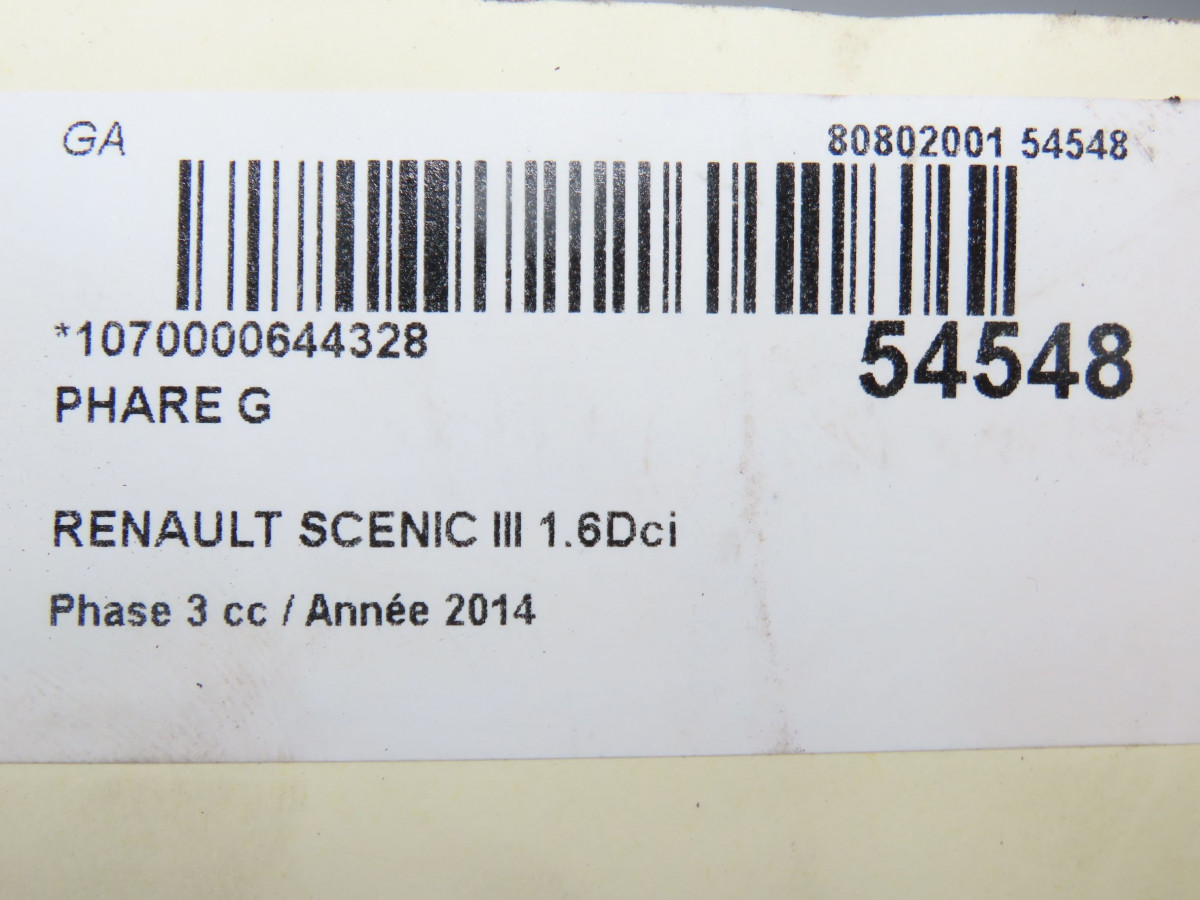 GA
80802001 54548
*1070000644328
54548
PHARE G
RENAULT SCENIC III 1.6Dci
Phase 3 cc / Année 2014